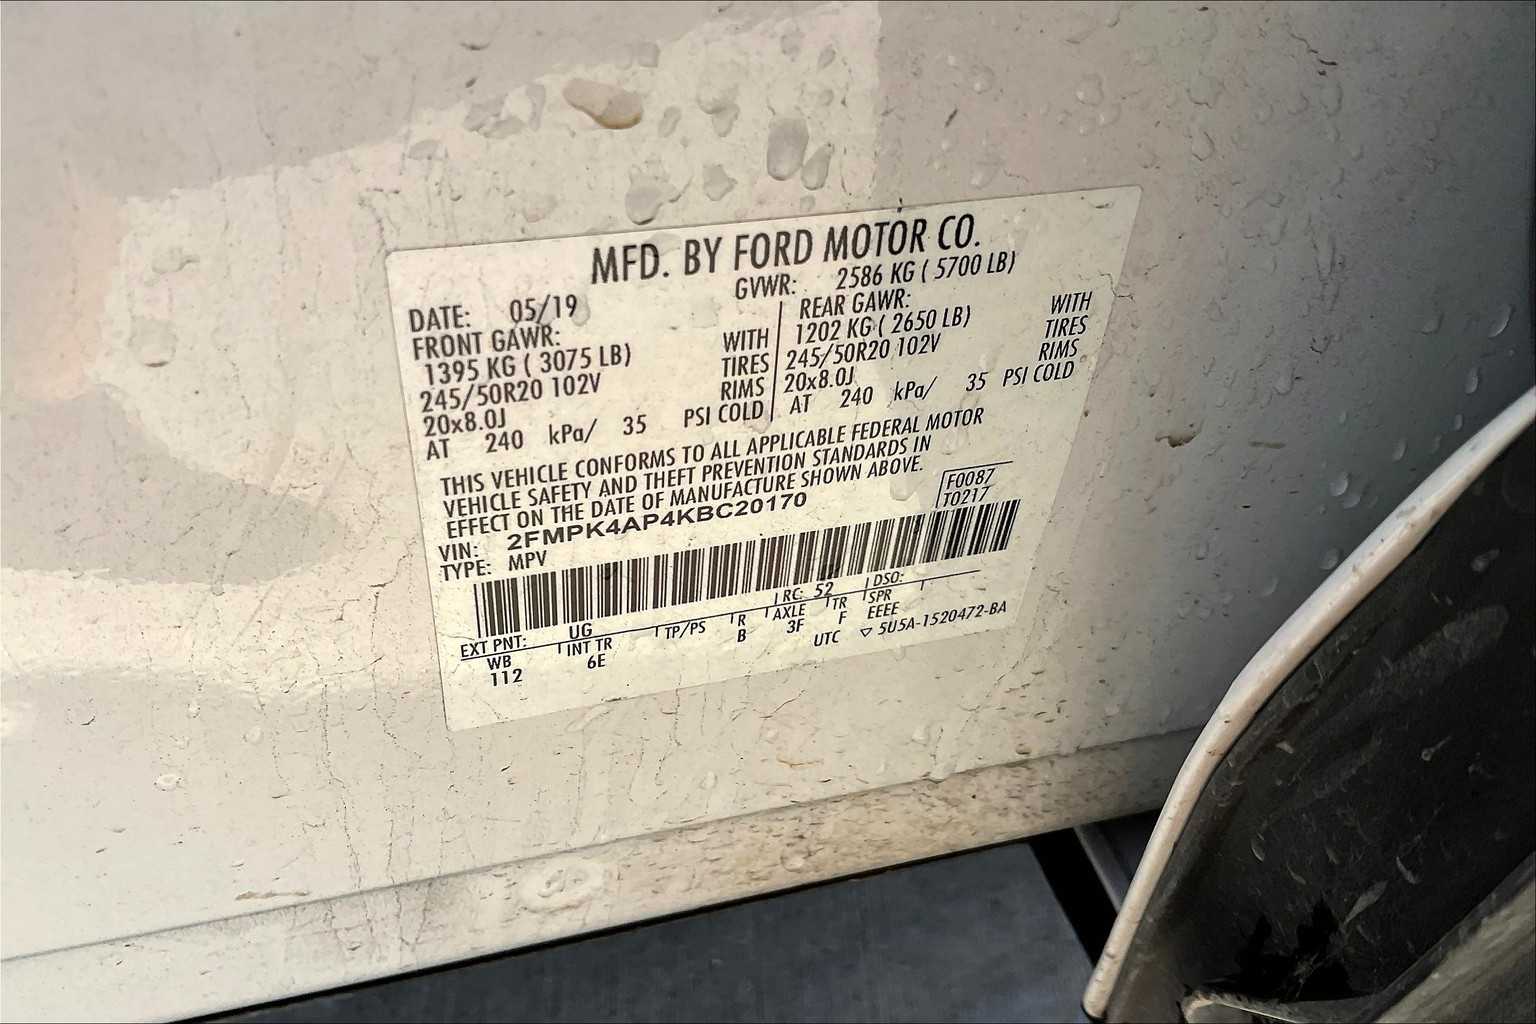 MFD. BY FORD MOTOR CO.
DATE: 05/19 GVWR: 2586 KG ( 5700 LB)
FRONT GAWR: WITH
1395 KG ( 3075 LB) TIRES
245/50R20 102V RIMS
20x8.0J
AT 240 kPa/ 35 PSI COLD
REAR GAWR: WITH
1202 KG ( 2650 LB) TIRES
245/50R20 102V RIMS
20x8.0J
AT 240 kPa/ 35 PSI COLD
THIS VEHICLE CONFORMS TO ALL APPLICABLE FEDERAL MOTOR
VEHICLE SAFETY AND THEFT PREVENTION STANDARDS IN
EFFECT ON THE DATE OF MANUFACTURE SHOWN ABOVE.
F0087
T0217
VIN: 2FMPK4AP4KBC20170
TYPE: MPV
EXT PNT: UG RC: 52 DSO:
WB INT TR TP/PS R AXLE TR SPR
112 6E B 3F F EEEE
UTC ▽ 5U5A-1520472-BA